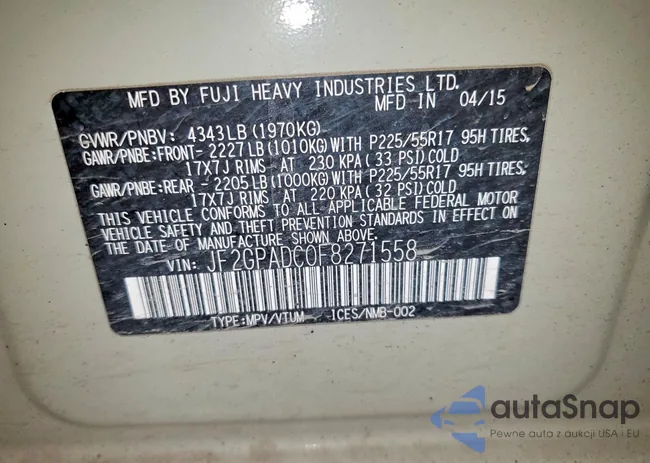 MFD BY FUJI HEAVY INDUSTRIES LTD.
MFD IN 04/15
GVWR/PNBV: 4343LB(1970KG)
GAWR/PNBE:FRONT- 2227LB(1010KG)WITH P225/55R17 95H TIRES,
17X7J RIMS AT 230 KPA(33 PSI)COLD
GAWR/PNBE:REAR - 2205LB(1000KG)WITH P225/55R17 95H TIRES,
17X7J RIMS AT 220 KPA(32 PSI)COLD
THIS VEHICLE CONFORMS TO ALL APPLICABLE FEDERAL MOTOR
VEHICLE SAFETY AND THEFT PREVENTION STANDARDS IN EFFECT ON
THE DATE OF MANUFACTURE SHOWN ABOVE.
VIN: JF2GPADC0F8271558
TYPE:MPV/VTUM ICES/NMB-002
autaSnap
Pewne auta z aukcji USA i EU